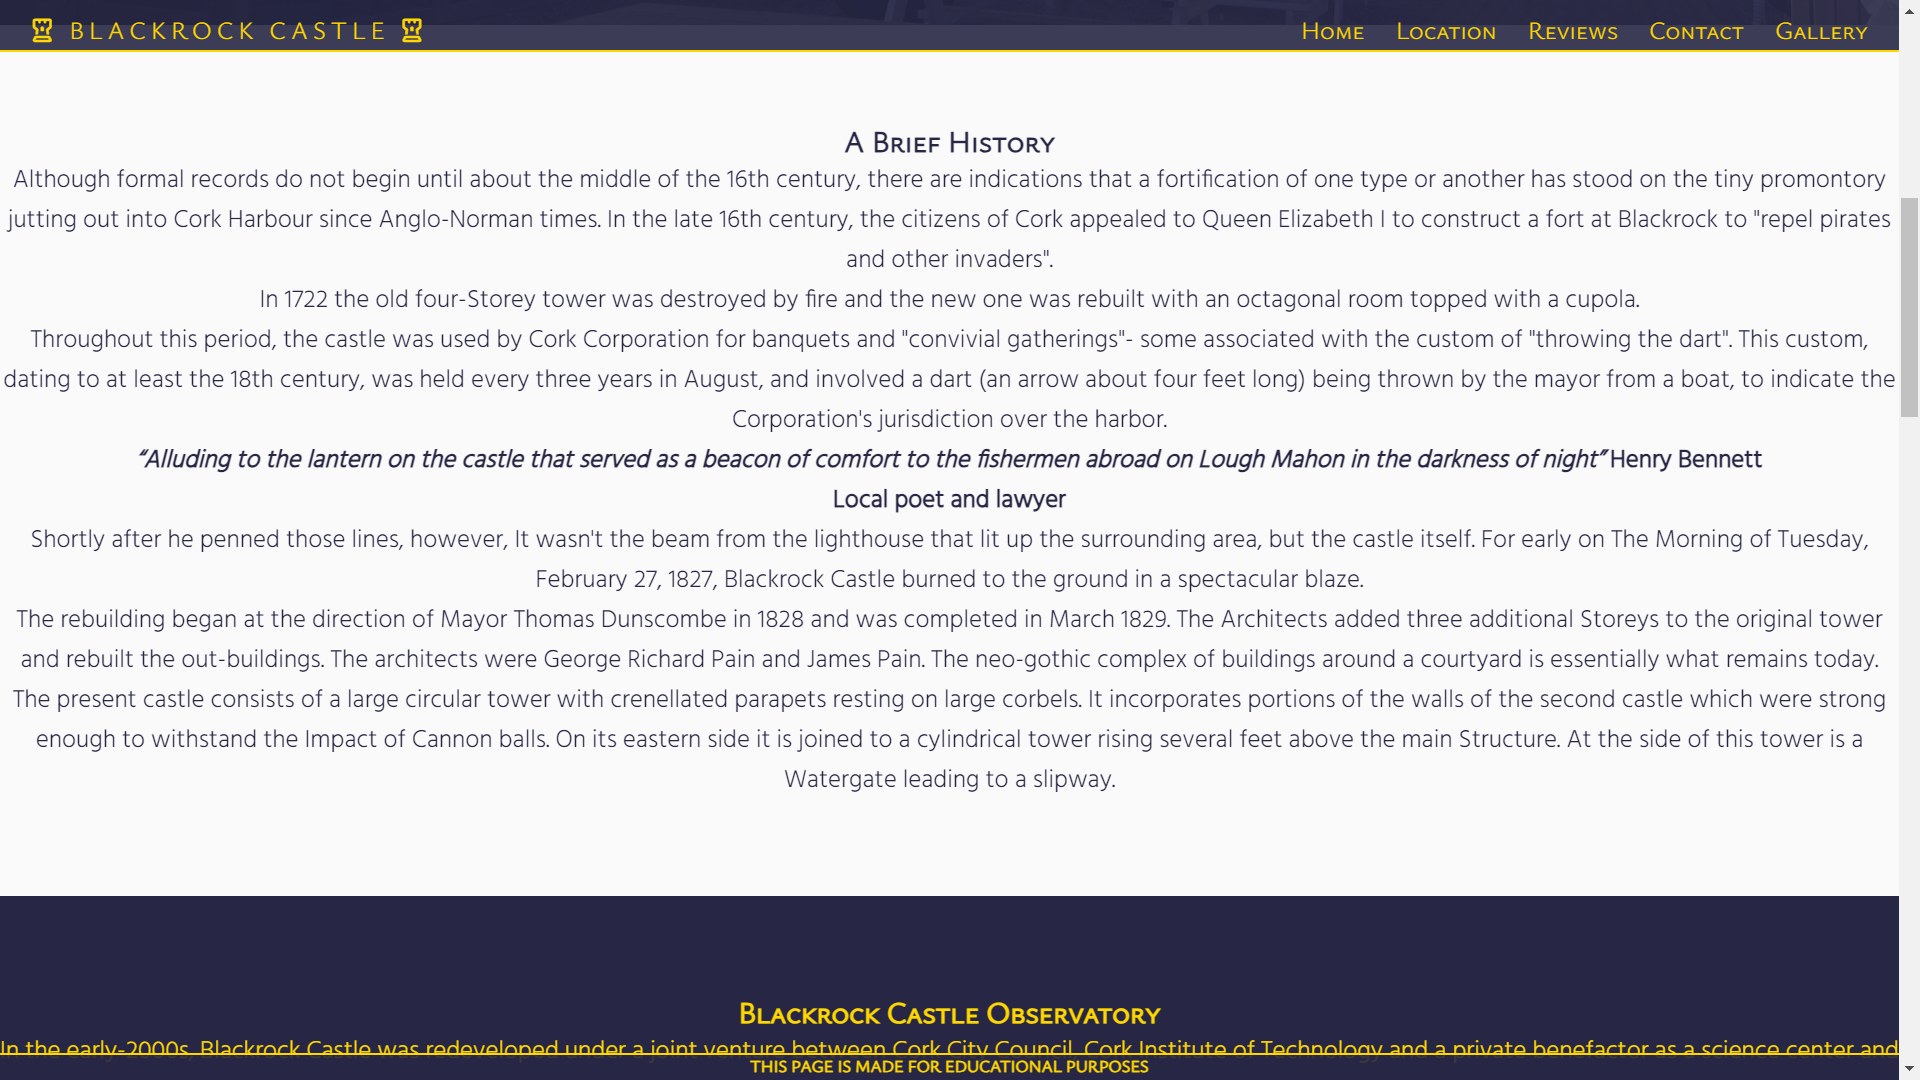 BLACKROCK CASTLE
Home Location Reviews Contact Gallery
A Brief History
Although formal records do not begin until about the middle of the 16th century, there are indications that a fortification of one type or another has stood on the tiny promontory
jutting out into Cork Harbour since Anglo-Norman times. In the late 16th century, the citizens of Cork appealed to Queen Elizabeth I to construct a fort at Blackrock to "repel pirates
and other invaders".
In 1722 the old four-Storey tower was destroyed by fire and the new one was rebuilt with an octagonal room topped with a cupola.
Throughout this period, the castle was used by Cork Corporation for banquets and "convivial gatherings"- some associated with the custom of "throwing the dart". This custom,
dating to at least the 18th century, was held every three years in August, and involved a dart (an arrow about four feet long) being thrown by the mayor from a boat, to indicate the
Corporation's jurisdiction over the harbor.
“Alluding to the lantern on the castle that served as a beacon of comfort to the fishermen abroad on Lough Mahon in the darkness of night” Henry Bennett
Local poet and lawyer
Shortly after he penned those lines, however, It wasn't the beam from the lighthouse that lit up the surrounding area, but the castle itself. For early on The Morning of Tuesday,
February 27, 1827, Blackrock Castle burned to the ground in a spectacular blaze.
The rebuilding began at the direction of Mayor Thomas Dunscombe in 1828 and was completed in March 1829. The Architects added three additional Storeys to the original tower
and rebuilt the out-buildings. The architects were George Richard Pain and James Pain. The neo-gothic complex of buildings around a courtyard is essentially what remains today.
The present castle consists of a large circular tower with crenellated parapets resting on large corbels. It incorporates portions of the walls of the second castle which were strong
enough to withstand the Impact of Cannon balls. On its eastern side it is joined to a cylindrical tower rising several feet above the main Structure. At the side of this tower is a
Watergate leading to a slipway.
Blackrock Castle Observatory
In the early-2000s, Blackrock Castle was redeveloped under a joint venture between Cork City Council, Cork Institute of Technology and a private benefactor as a science center and
THIS PAGE IS MADE FOR EDUCATIONAL PURPOSES